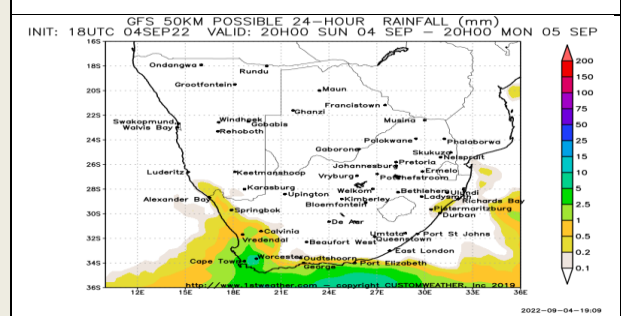 GFS 50KM POSSIBLE 24-HOUR RAINFALL (mm)
INIT: 18UTC 04SEP22 VALID: 20H00 SUN 04 SEP - 20H00 MON 05 SEP
16S
18S
20S
22S
24S
26S
28S
30S
32S
34S
36S
Ondangwa
Rundu
Grootfontein
Maun
Francistown
Ghanzi
Windhoek
Gobabis
Swakopmund
Walvis Bay
Rehoboth
Musina
Polokwane
Phalaborwa
Gaborone
Skukuza
Nelspruit
Pretoria
Johannesburg
Luderitz
Keetmanshoop
Vryburg
Potchefstroom
Ermelo
Karasburg
Upington
Welkom
Bethlehem
Ulundi
Alexander Bay
Kimberley
Ladysmith
Richards Bay
Springbok
Bloemfontein
Pietermaritzburg
Durban
De Aar
Calvinia
Vredendal
Umtata
Port St Johns
Beaufort West
Queenstown
East London
Cape Town
Worcester
Oudtshoorn
George
Port Elizabeth
http://www.1stweather.com - copyright CUSTOMWEATHER, Inc 2019
12E 15E 18E 21E 24E 27E 30E 33E 36E
200
150
100
75
50
25
15
10
5
2.5
1
0.5
0.2
0.1
2022-09-04-19:09